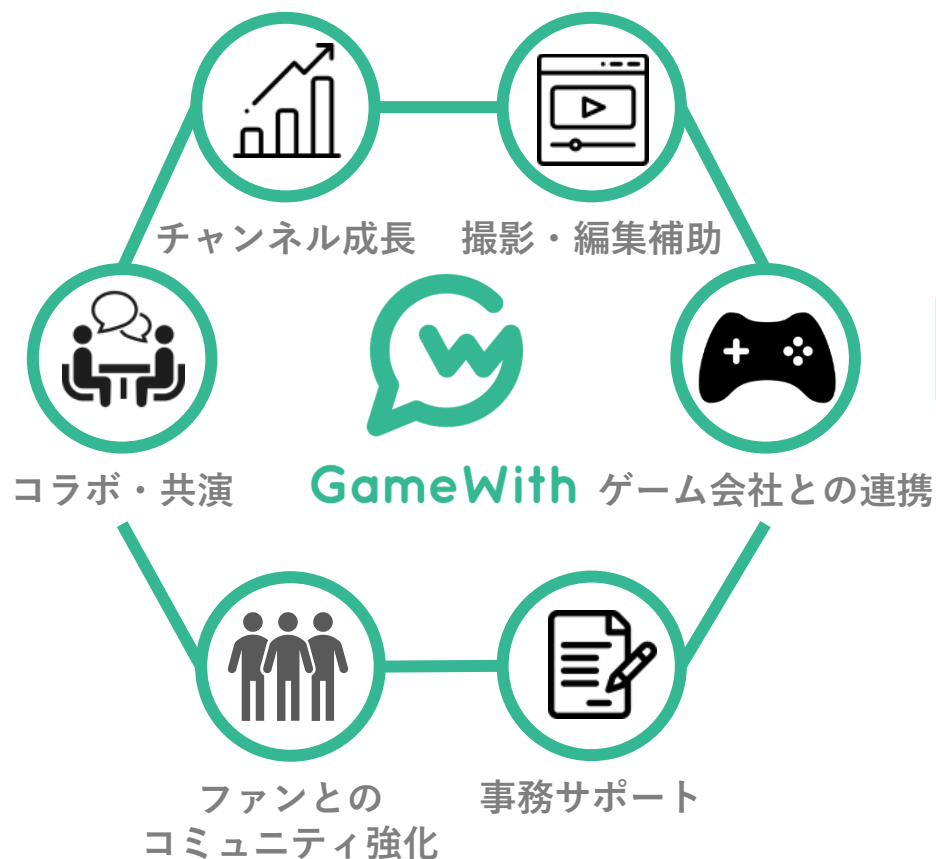 チャンネル成長
撮影・編集補助
コラボ・共演
GameWith
ゲーム会社との連携
ファンとの
コミュニティ強化
事務サポート